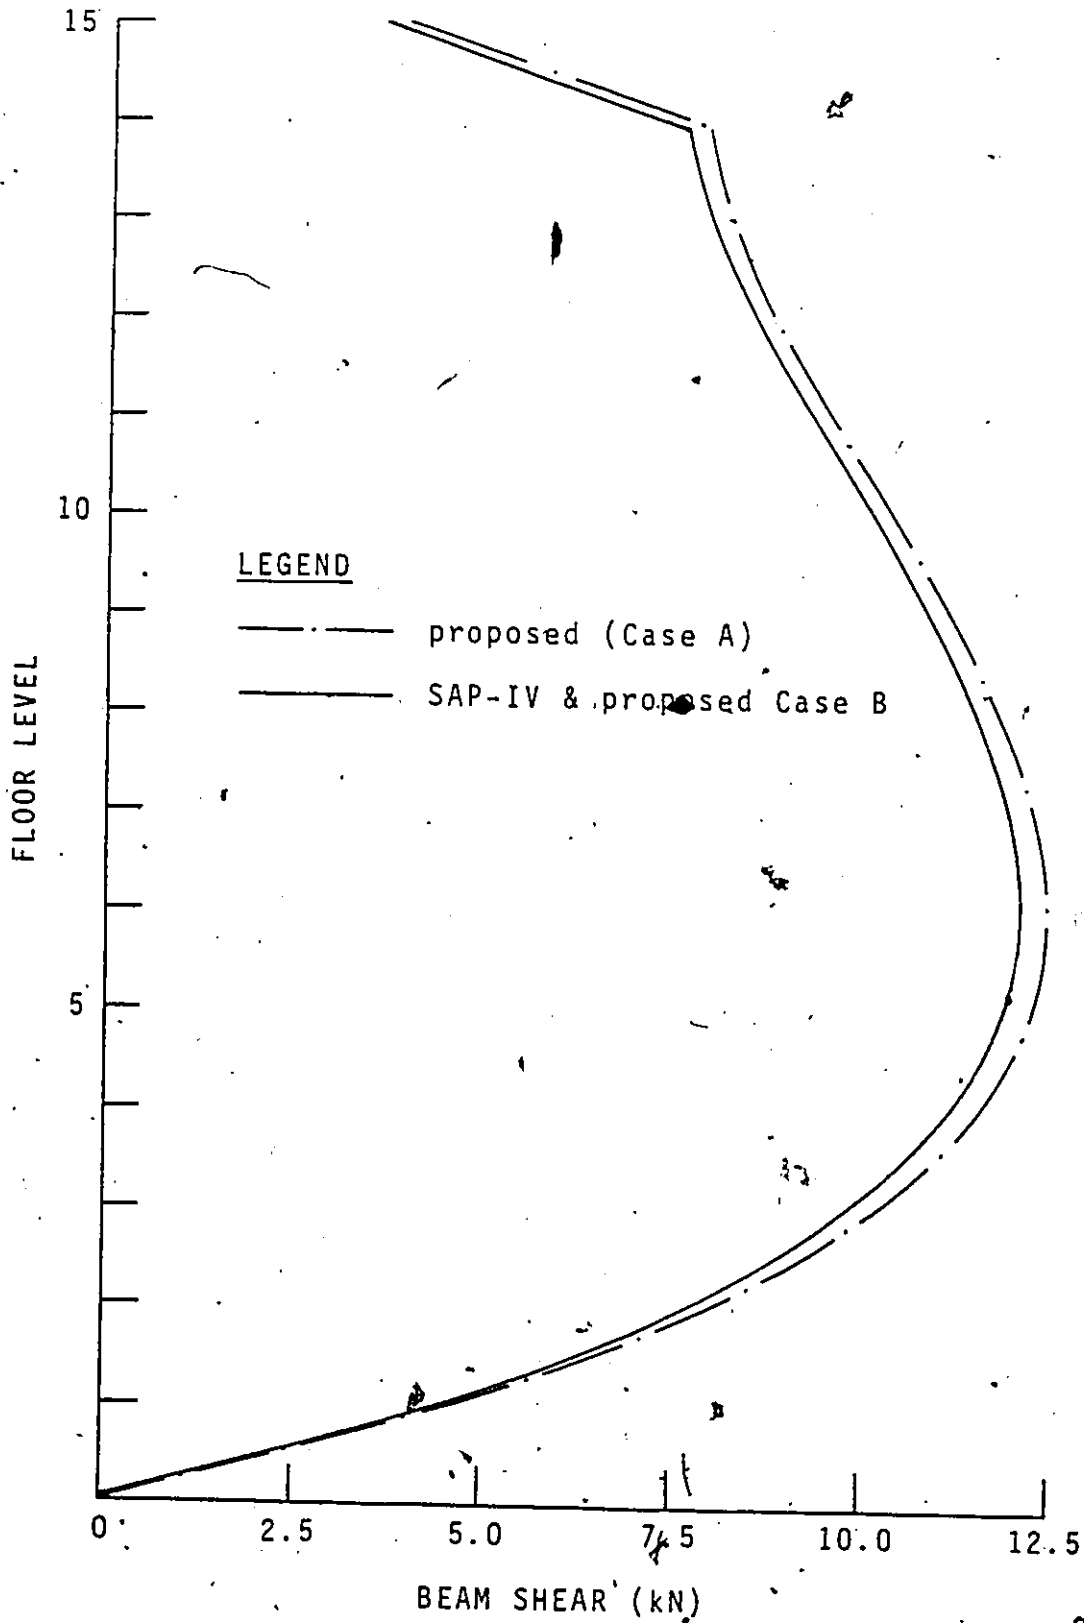 15
10
LEGEND
proposed (Case A)
SAP-IV & proposed Case B
FLOOR LEVEL
5
0 2.5 5.0 7.5 10.0 12.5
BEAM SHEAR (kN)